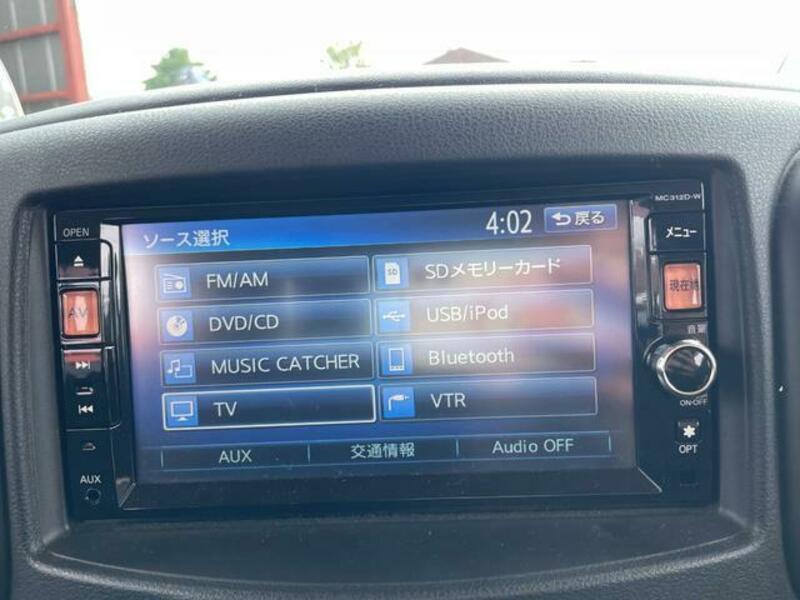 MC312D-W
OPEN
ソース選択
4:02
戻る
メニュー
FM/AM
SDメモリーカード
AV
現在地
DVD/CD
USB/iPod
音量
MUSIC CATCHER
Bluetooth
TV
VTR
ON·OFF
AUX
交通情報
Audio OFF
OPT
AUX